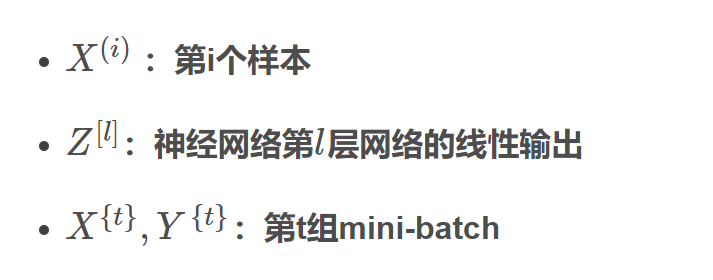 • $X^{(i)}$ ：第i个样本
• $Z^{[l]}$：神经网络第$l$层网络的线性输出
• $X^{\{t\}}, Y^{\{t\}}$：第t组mini-batch